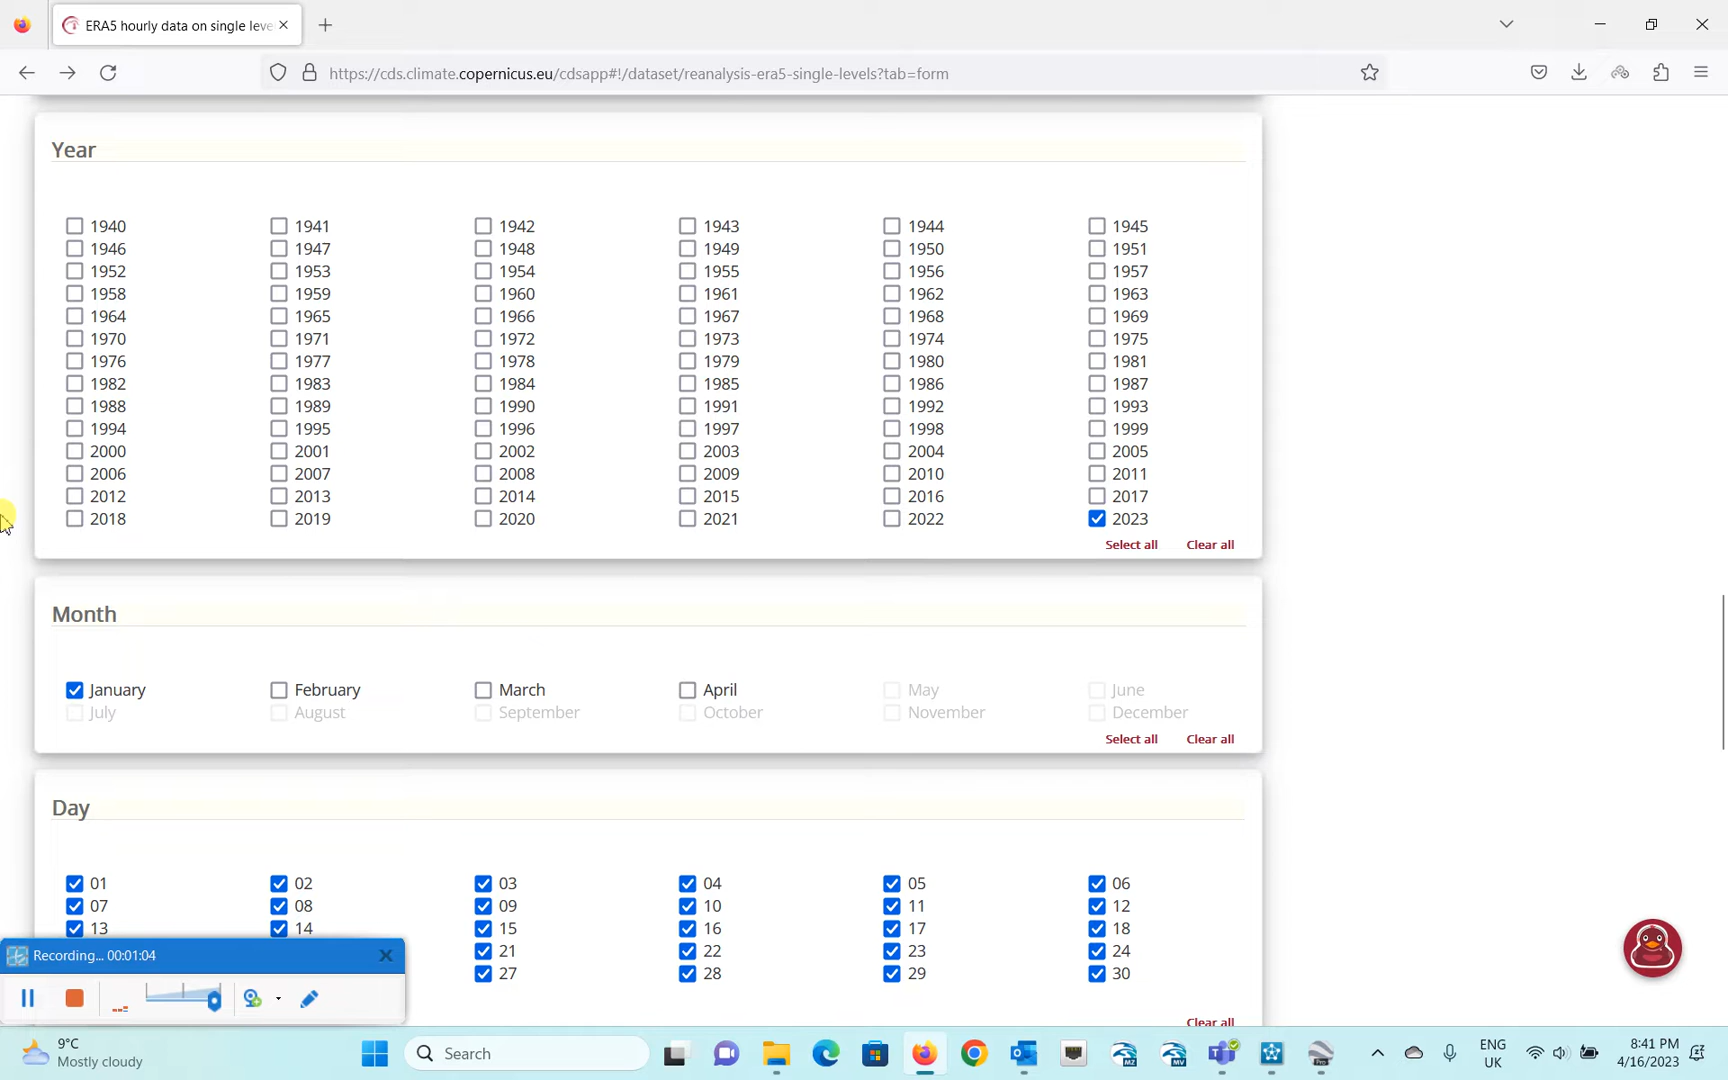 ERA5 hourly data on single leve
https://cds.climate.copernicus.eu/cdsapp#!/dataset/reanalysis-era5-single-levels?tab=form
Year
1940 1941 1942 1943 1944 1945
1946 1947 1948 1949 1950 1951
1952 1953 1954 1955 1956 1957
1958 1959 1960 1961 1962 1963
1964 1965 1966 1967 1968 1969
1970 1971 1972 1973 1974 1975
1976 1977 1978 1979 1980 1981
1982 1983 1984 1985 1986 1987
1988 1989 1990 1991 1992 1993
1994 1995 1996 1997 1998 1999
2000 2001 2002 2003 2004 2005
2006 2007 2008 2009 2010 2011
2012 2013 2014 2015 2016 2017
2018 2019 2020 2021 2022 2023
Select all Clear all
Month
January February March April May June
July August September October November December
Select all Clear all
Day
01 02 03 04 05 06
07 08 09 10 11 12
13 14 15 16 17 18
21 22 23 24
27 28 29 30
Clear all
Recording... 00:01:04
9°C
Mostly cloudy
Search
ENG
UK
8:41 PM
4/16/2023